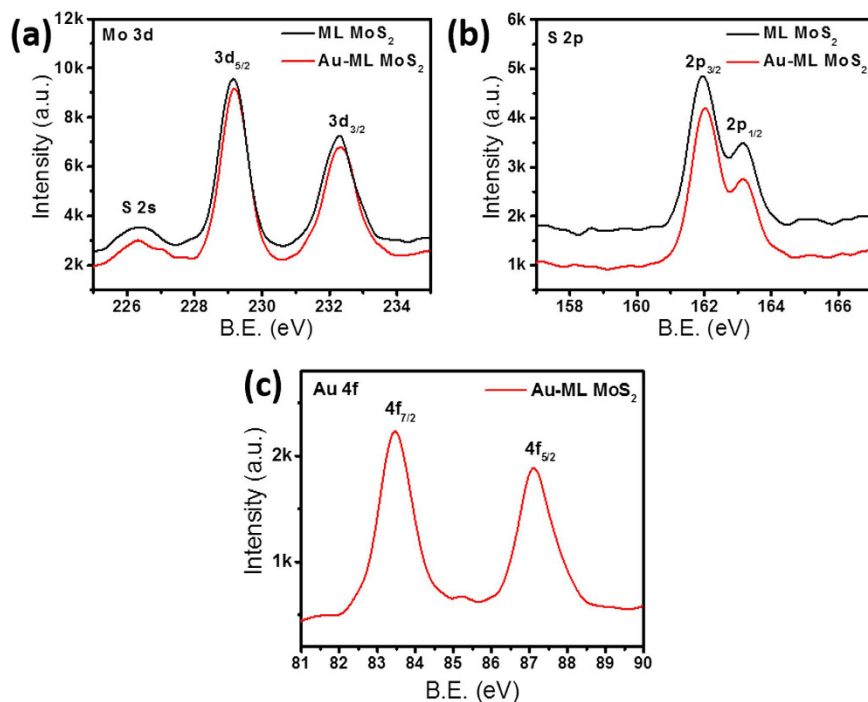 (a)
Mo 3d
ML MoS₂
Au-ML MoS₂
3d₅/₂
3d₃/₂
S 2s
12k
10k
8k
6k
4k
2k
Intensity (a.u.)
226 228 230 232 234
B.E. (eV)
(b)
S 2p
ML MoS₂
Au-ML MoS₂
2p₃/₂
2p₁/₂
6k
5k
4k
3k
2k
1k
Intensity (a.u.)
158 160 162 164 166
B.E. (eV)
(c)
Au 4f
Au-ML MoS₂
4f₇/₂
4f₅/₂
2k
1k
Intensity (a.u.)
81 82 83 84 85 86 87 88 89 90
B.E. (eV)